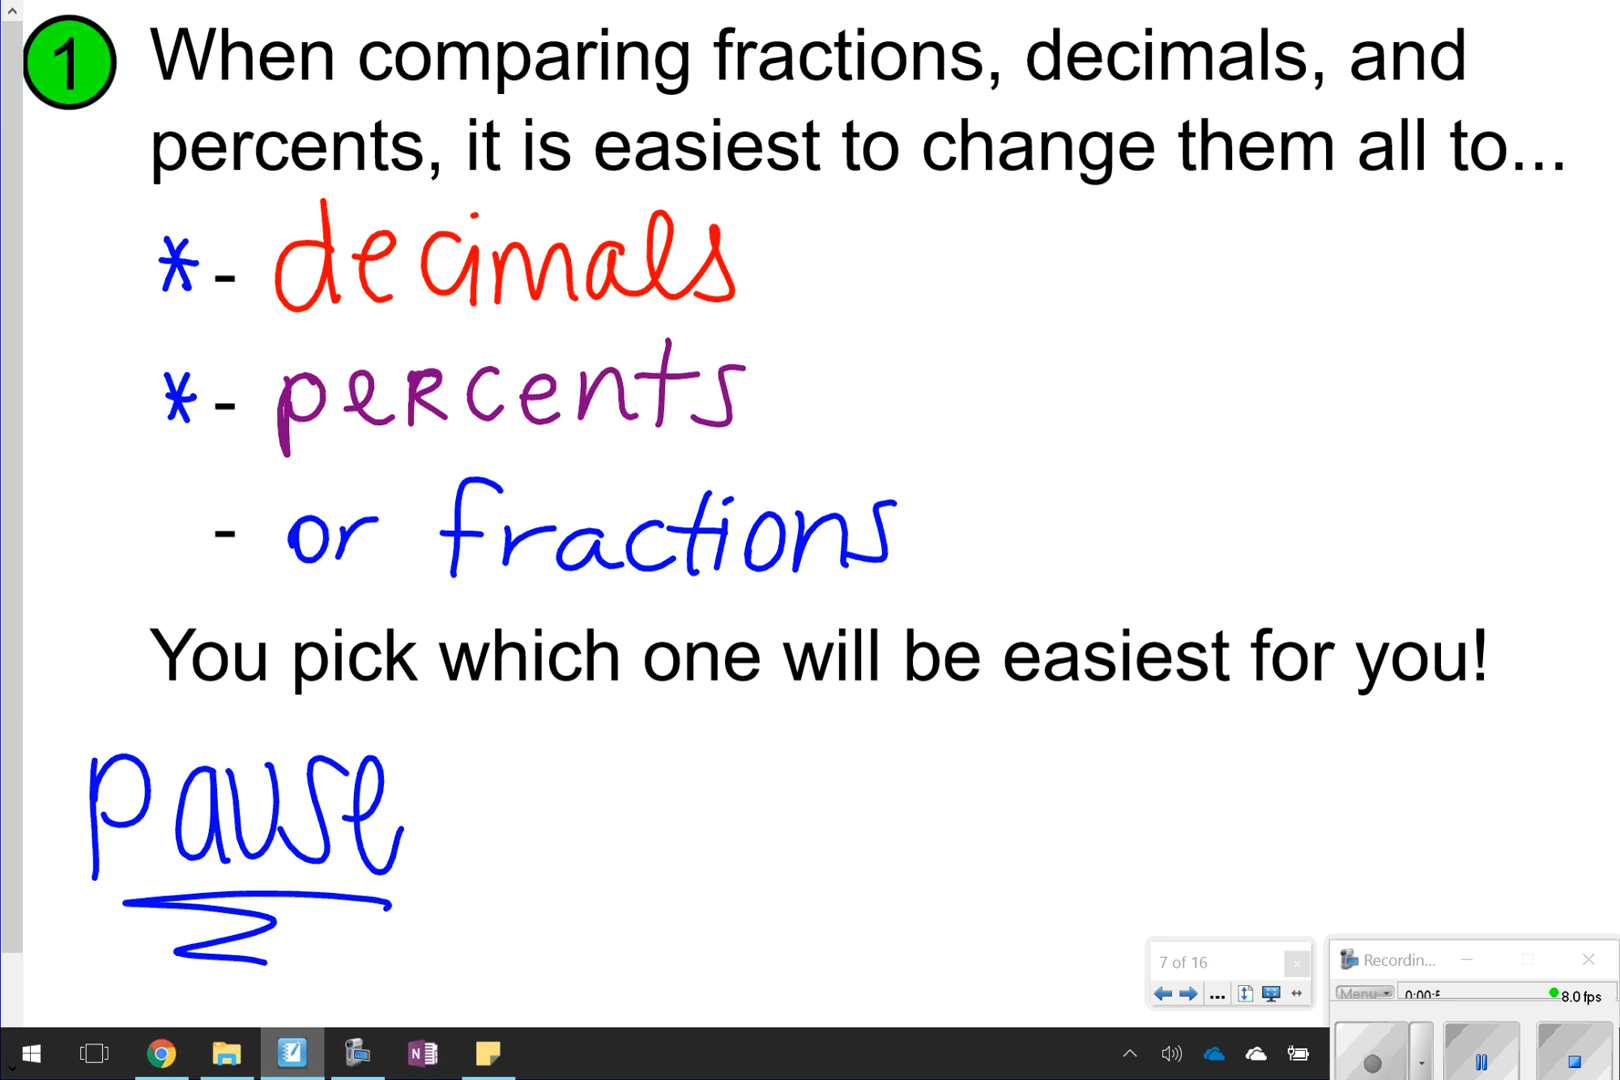 1 When comparing fractions, decimals, and
percents, it is easiest to change them all to...
*- decimals
*- percents
- or fractions
You pick which one will be easiest for you!
pause
7 of 16
Recordin...
Menu
8.0 fps